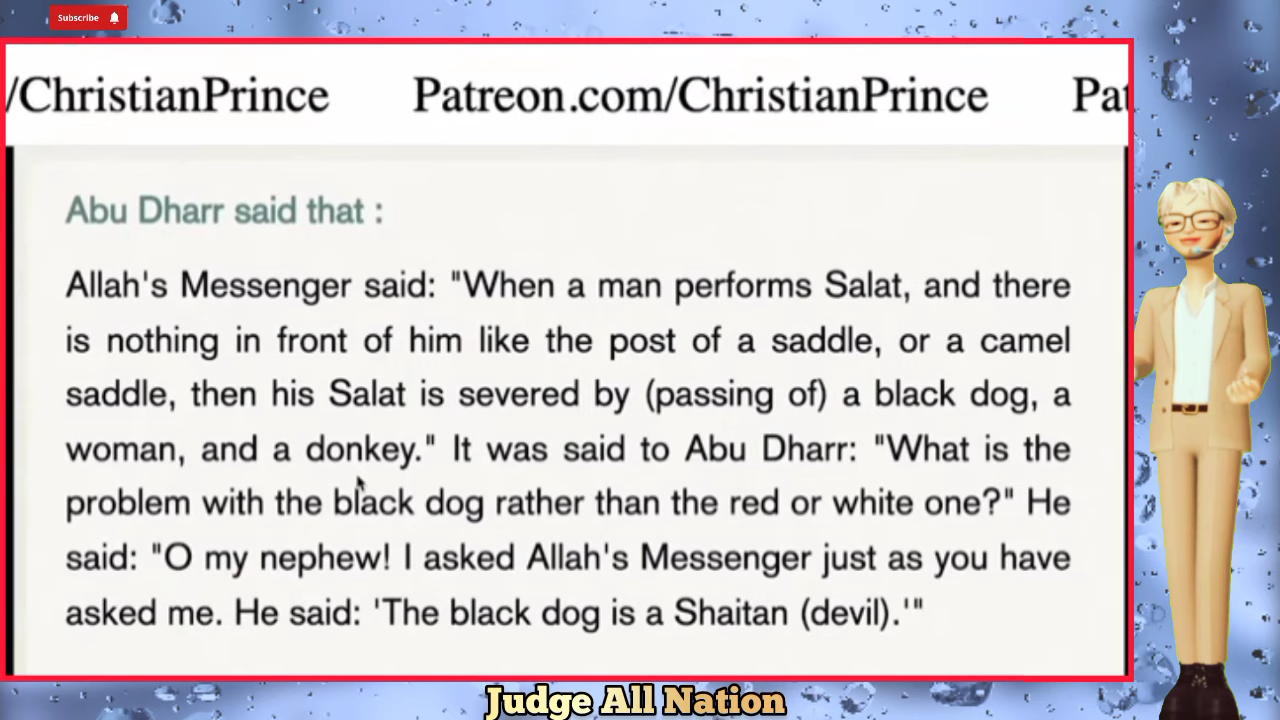 Subscribe
/ChristianPrince Patreon.com/ChristianPrince Pat
Abu Dharr said that :
Allah's Messenger said: "When a man performs Salat, and there
is nothing in front of him like the post of a saddle, or a camel
saddle, then his Salat is severed by (passing of) a black dog, a
woman, and a donkey." It was said to Abu Dharr: "What is the
problem with the black dog rather than the red or white one?" He
said: "O my nephew! I asked Allah's Messenger just as you have
asked me. He said: 'The black dog is a Shaitan (devil).'"
Judge All Nation